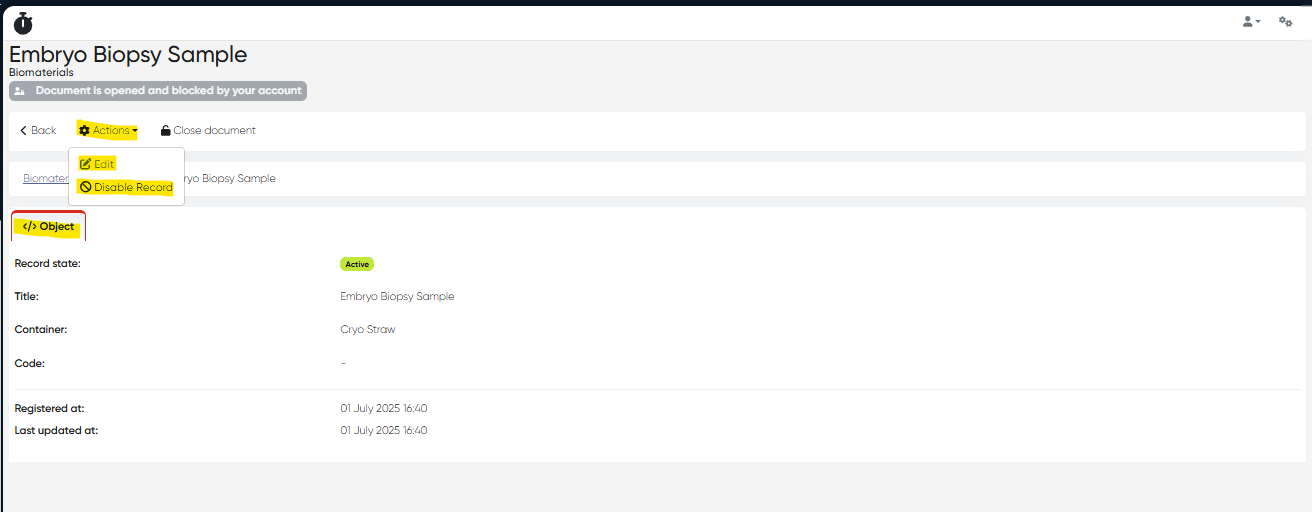 Embryo Biopsy Sample
Biomaterials
Document is opened and blocked by your account
Back Actions Close document
Edit
Biomater ryo Biopsy Sample
Disable Record
</> Object
Record state: Active
Title: Embryo Biopsy Sample
Container: Cryo Straw
Code: -
Registered at: 01 July 2025 16:40
Last updated at: 01 July 2025 16:40